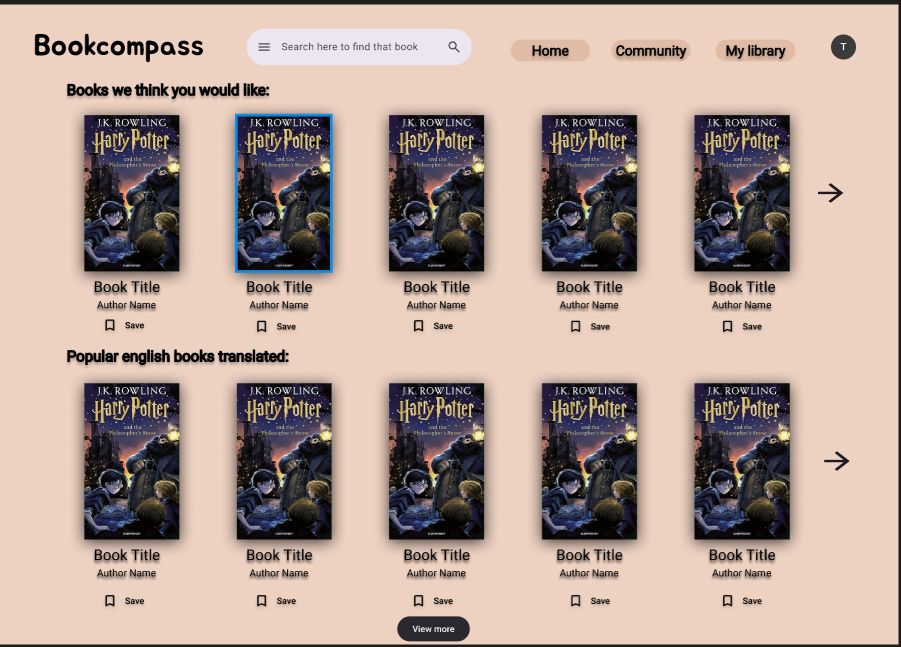 Bookcompass
Search here to find that book
Home
Community
My library
T
Books we think you would like:
J.K. ROWLING
Harry Potter
and the
Philosopher's Stone
J.K. ROWLING
Harry Potter
and the
Philosopher's Stone
J.K. ROWLING
Harry Potter
and the
Philosopher's Stone
J.K. ROWLING
Harry Potter
and the
Philosopher's Stone
J.K. ROWLING
Harry Potter
and the
Philosopher's Stone
Book Title
Author Name
Save
Book Title
Author Name
Save
Book Title
Author Name
Save
Book Title
Author Name
Save
Book Title
Author Name
Save
Popular english books translated:
J.K. ROWLING
Harry Potter
and the
Philosopher's Stone
J.K. ROWLING
Harry Potter
and the
Philosopher's Stone
J.K. ROWLING
Harry Potter
and the
Philosopher's Stone
J.K. ROWLING
Harry Potter
and the
Philosopher's Stone
J.K. ROWLING
Harry Potter
and the
Philosopher's Stone
Book Title
Author Name
Save
Book Title
Author Name
Save
Book Title
Author Name
Save
Book Title
Author Name
Save
Book Title
Author Name
Save
View more